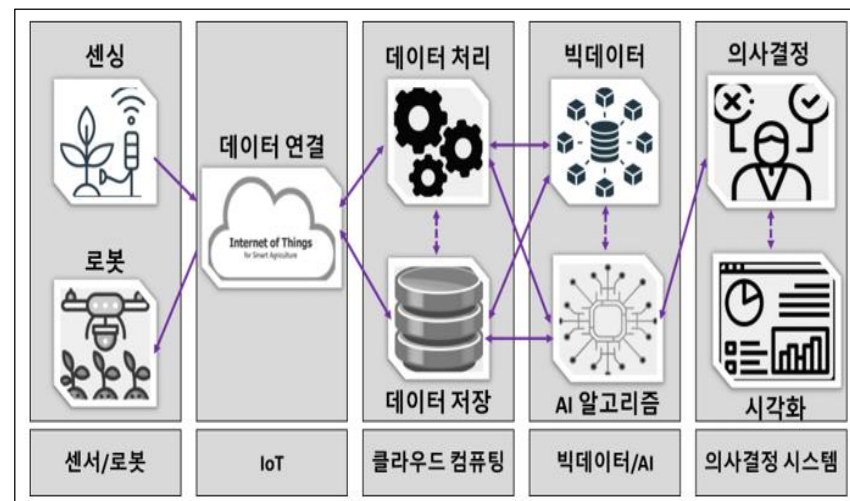 센싱
로봇
센서/로봇
데이터 연결
Internet of Things
for Smart Agriculture
IoT
데이터 처리
데이터 저장
클라우드 컴퓨팅
빅데이터
AI 알고리즘
빅데이터/AI
의사결정
시각화
의사결정 시스템